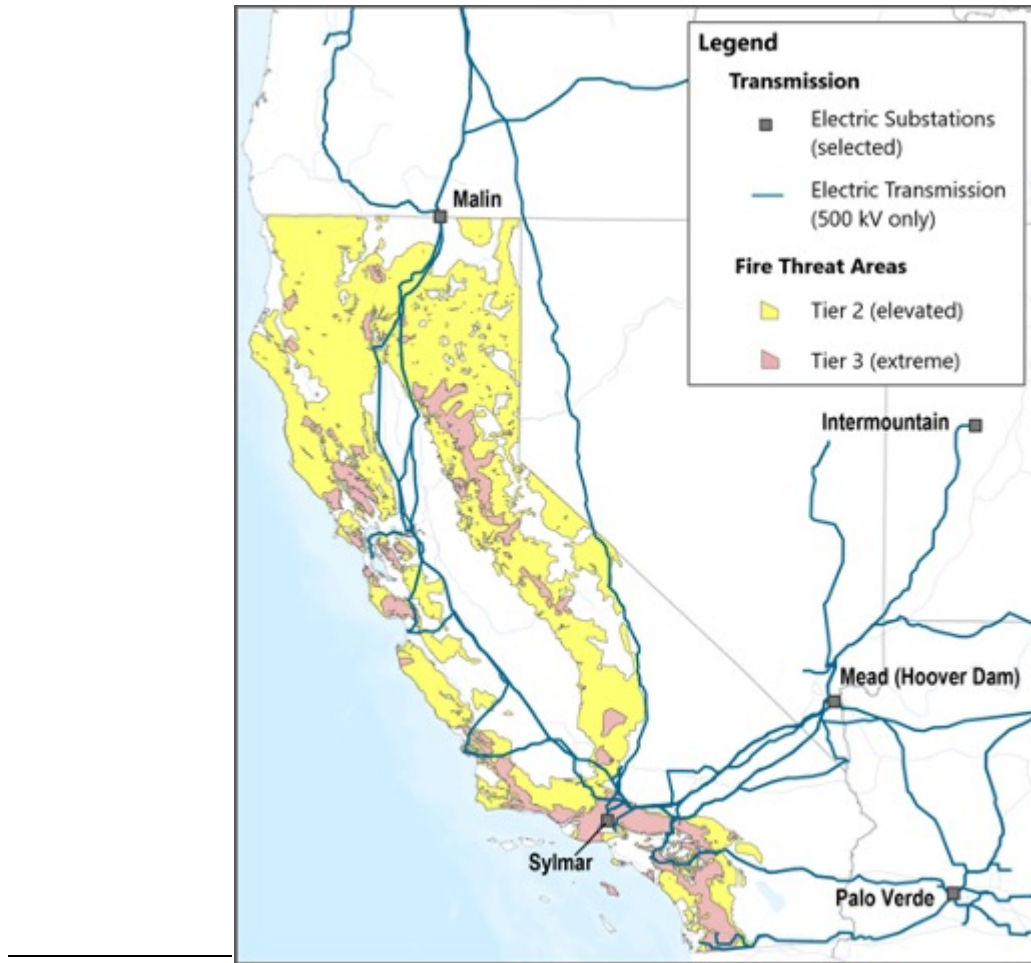 Legend
Transmission
Electric Substations
(selected)
Electric Transmission
(500 kV only)
Fire Threat Areas
Tier 2 (elevated)
Tier 3 (extreme)
Malin
Intermountain
Mead (Hoover Dam)
Sylmar
Palo Verde